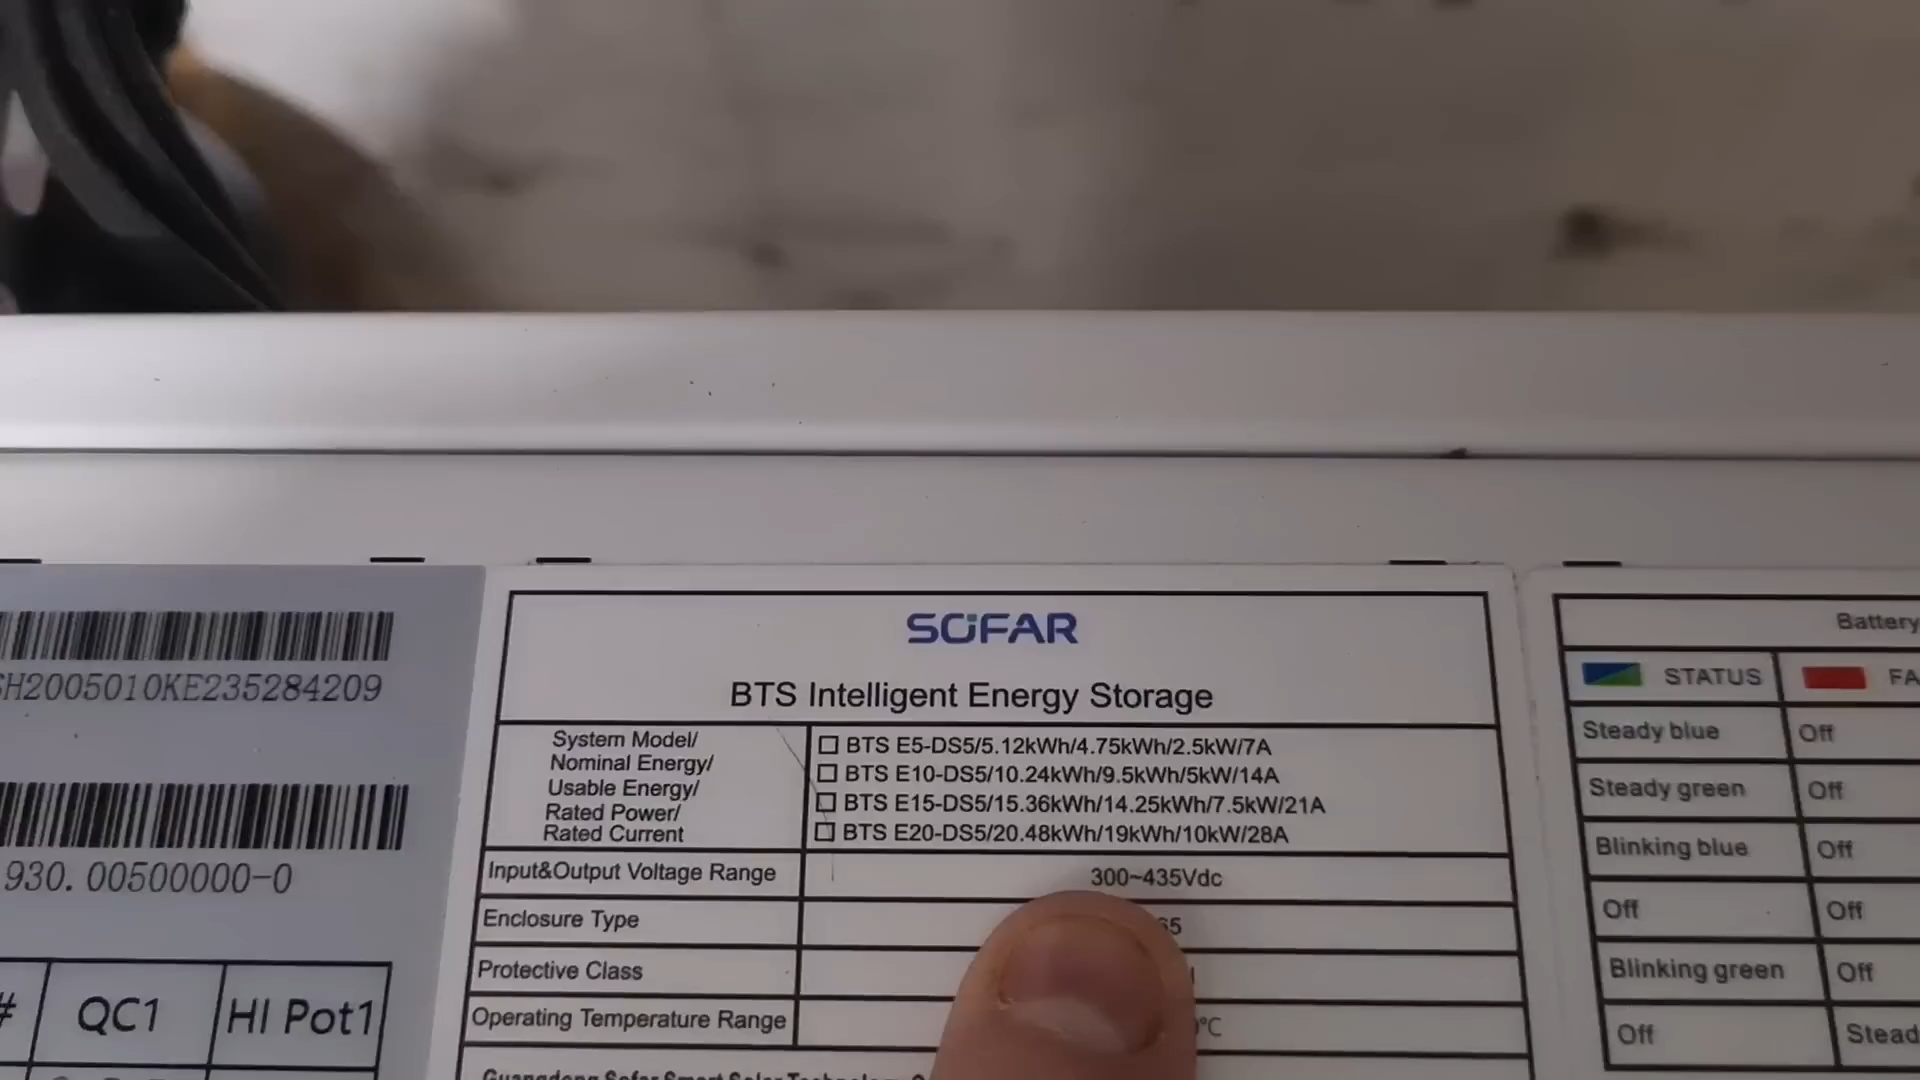 SH2005010KE235284209
930.00500000-0
#
QC1
HI Pot1
SOFAR
BTS Intelligent Energy Storage
System Model/
Nominal Energy/
Usable Energy/
Rated Power/
Rated Current
☐ BTS E5-DS5/5.12kWh/4.75kWh/2.5kW/7A
☐ BTS E10-DS5/10.24kWh/9.5kWh/5kW/14A
☐ BTS E15-DS5/15.36kWh/14.25kWh/7.5kW/21A
☐ BTS E20-DS5/20.48kWh/19kWh/10kW/28A
Input&Output Voltage Range
300~435Vdc
Enclosure Type
65
Protective Class
Operating Temperature Range
°C
Battery
STATUS
FA
Steady blue
Off
Steady green
Off
Blinking blue
Off
Off
Off
Blinking green
Off
Off
Stead